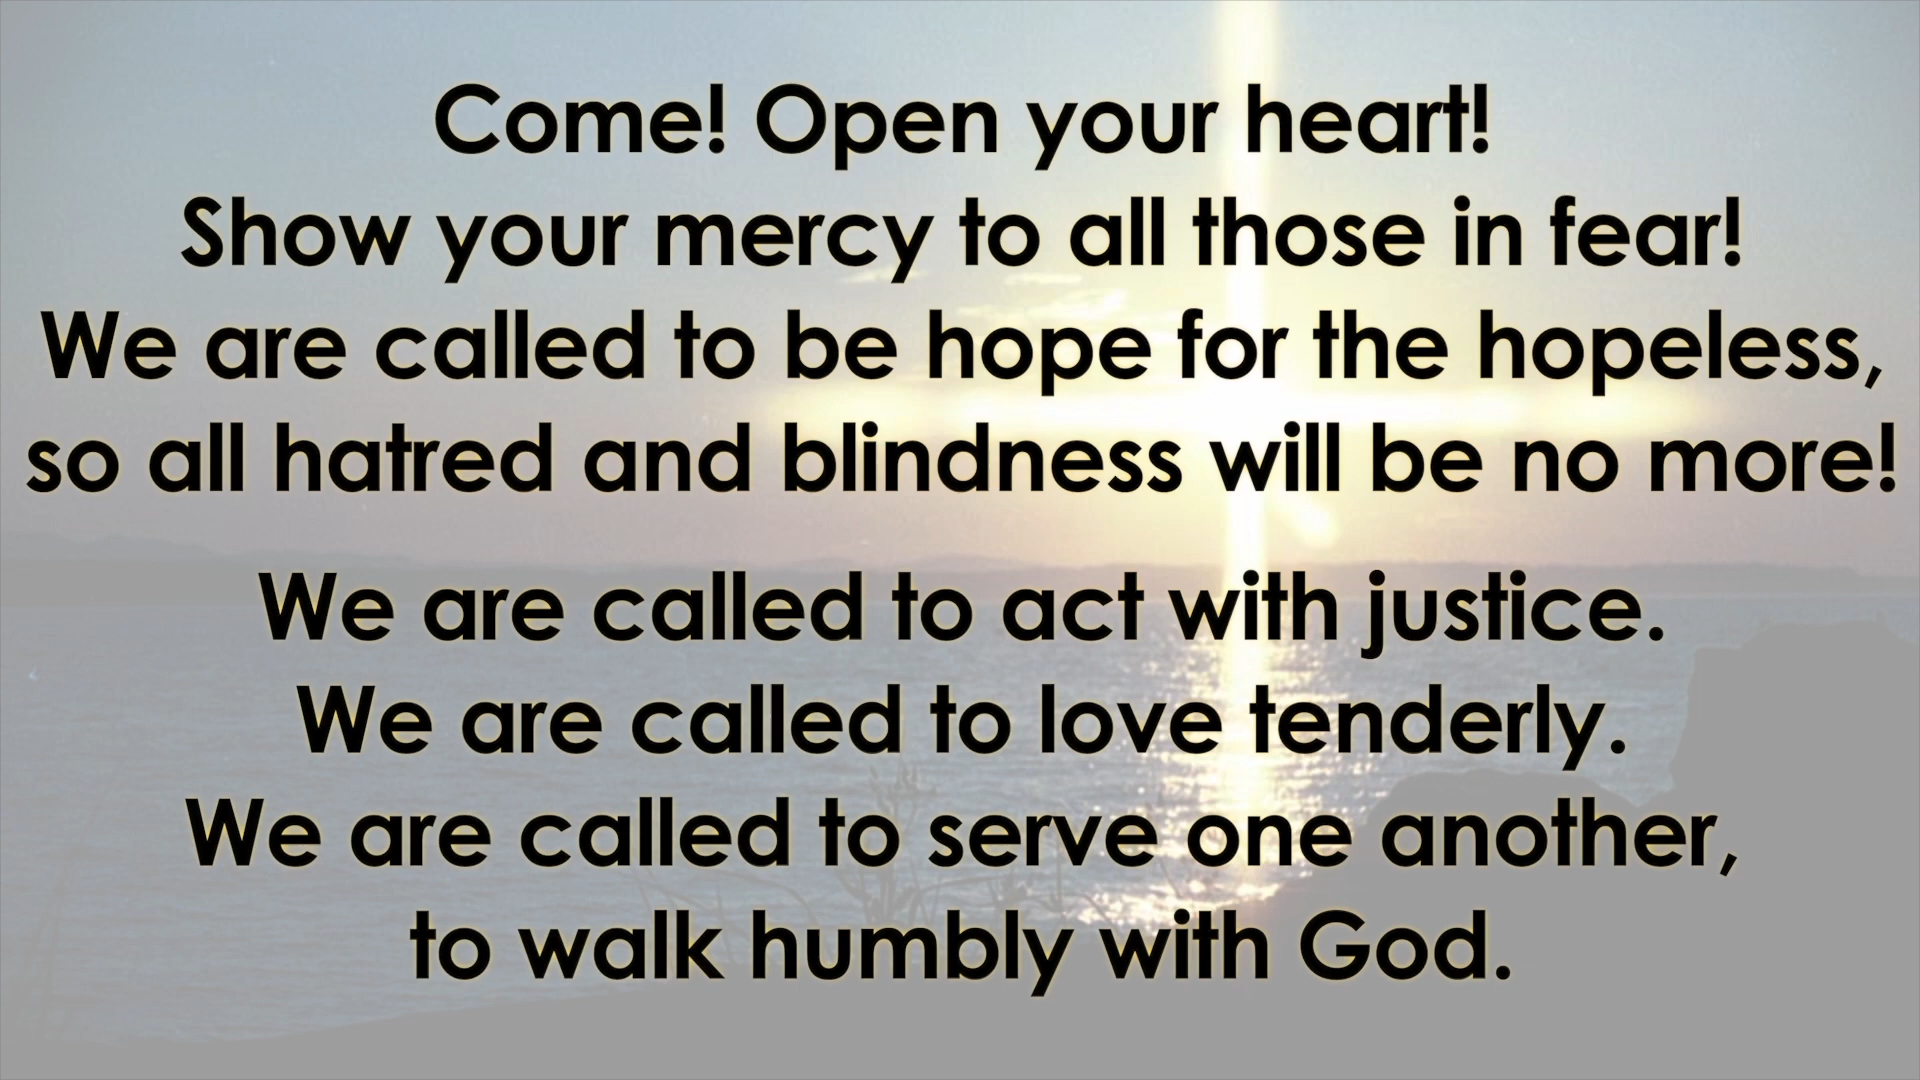 Come! Open your heart!
Show your mercy to all those in fear!
We are called to be hope for the hopeless,
so all hatred and blindness will be no more!
We are called to act with justice.
We are called to love tenderly.
We are called to serve one another,
to walk humbly with God.